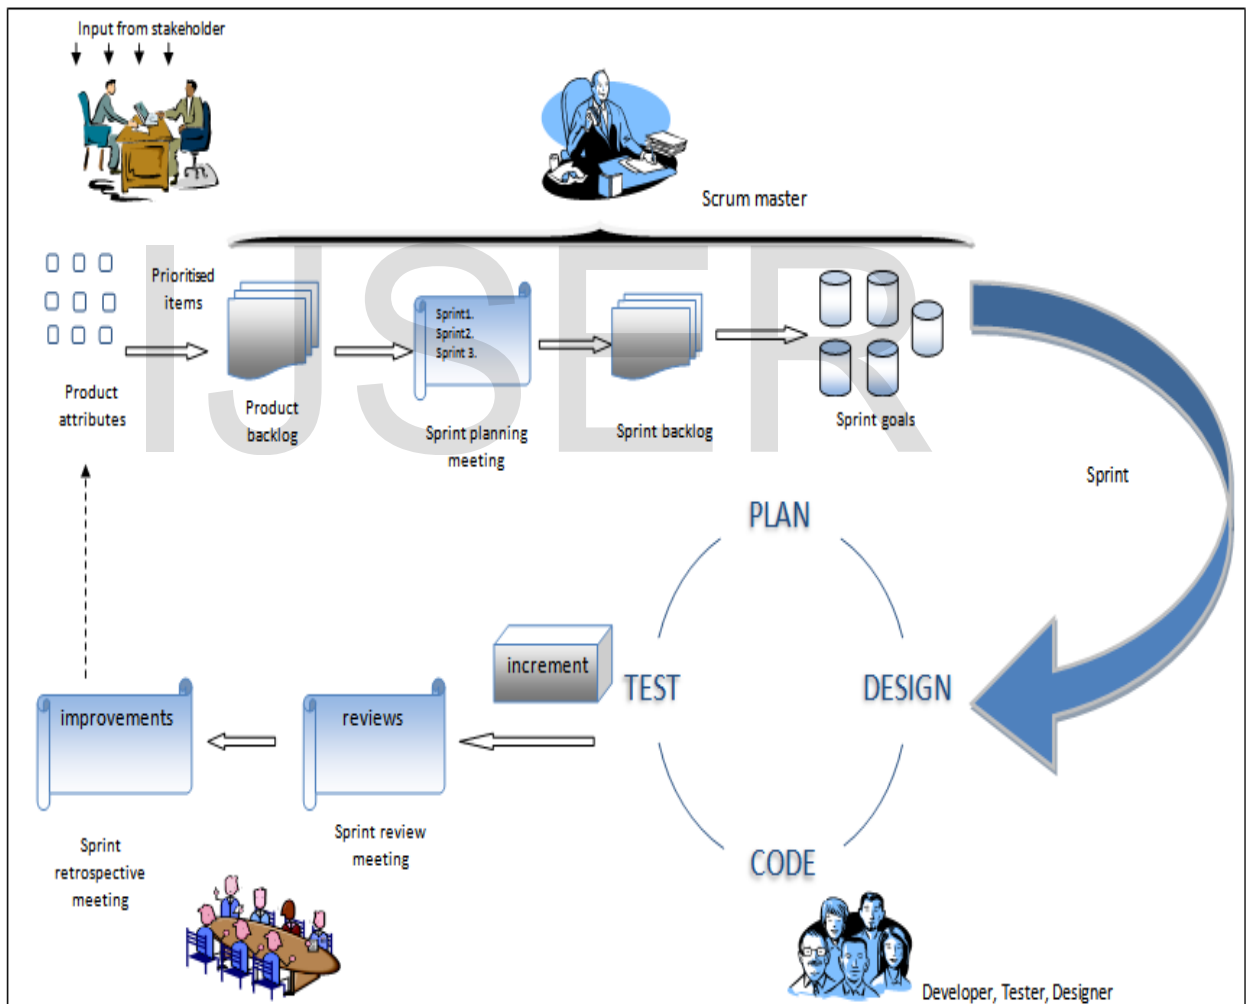 Input from stakeholder
Scrum master
IJSER
Prioritised
items
Sprint1.
Sprint2.
Sprint 3.
Product
attributes
Product
backlog
Sprint planning
meeting
Sprint backlog
Sprint goals
Sprint
PLAN
DESIGN
CODE
TEST
increment
reviews
improvements
Sprint review
meeting
Sprint
retrospective
meeting
Developer, Tester, Designer